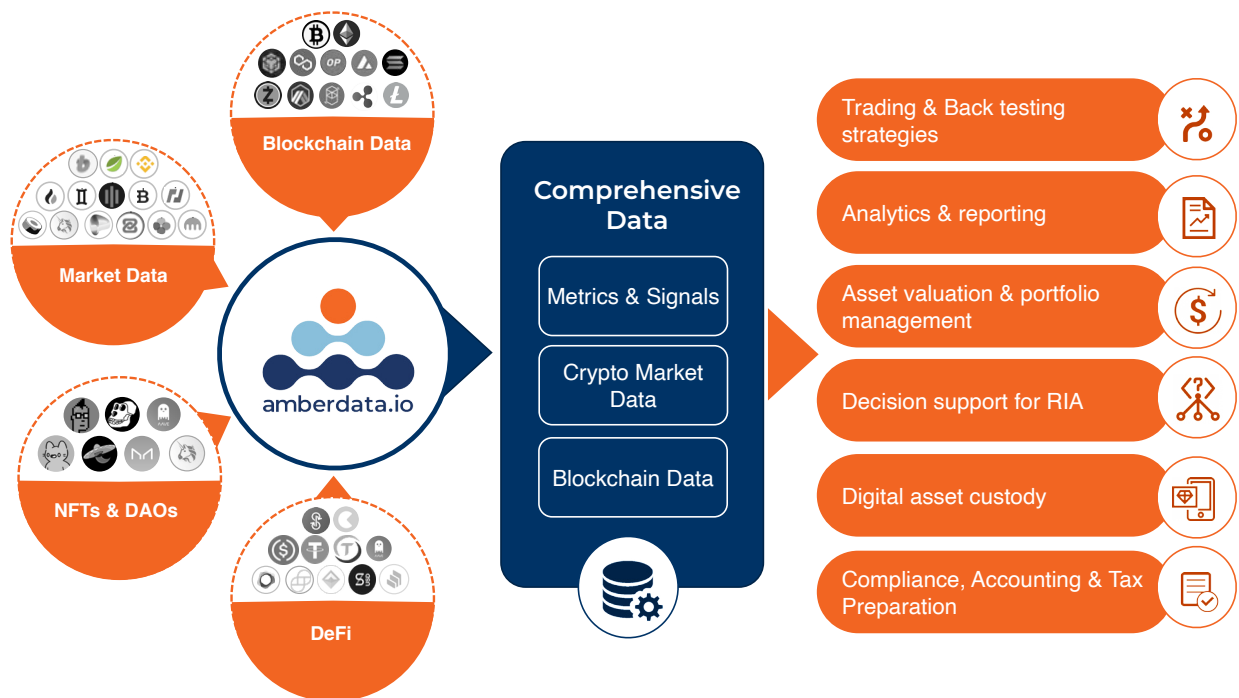 Blockchain Data
Market Data
NFTs & DAOs
DeFi
amberdata.io
Comprehensive
Data
Metrics & Signals
Crypto Market
Data
Blockchain Data
Trading & Back testing
strategies
Analytics & reporting
Asset valuation & portfolio
management
Decision support for RIA
Digital asset custody
Compliance, Accounting & Tax
Preparation
OP